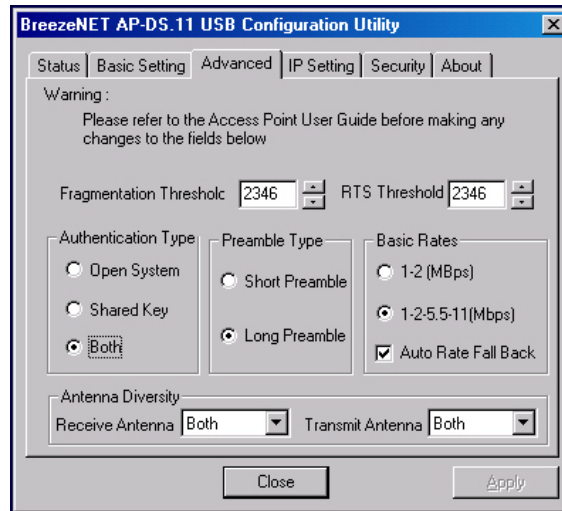 BreezeNET AP-DS.11 USB Configuration Utility
Status Basic Setting Advanced IP Setting Security About
Warning :
Please refer to the Access Point User Guide before making any
changes to the fields below
Fragmentation Thresholc 2346 RTS Threshold 2346
Authentication Type
Open System
Shared Key
Both
Preamble Type
Short Preamble
Long Preamble
Basic Rates
1-2 (MBps)
1-2-5.5-11(Mbps)
Auto Rate Fall Back
Antenna Diversity
Receive Antenna Both Transmit Antenna Both
Close Apply